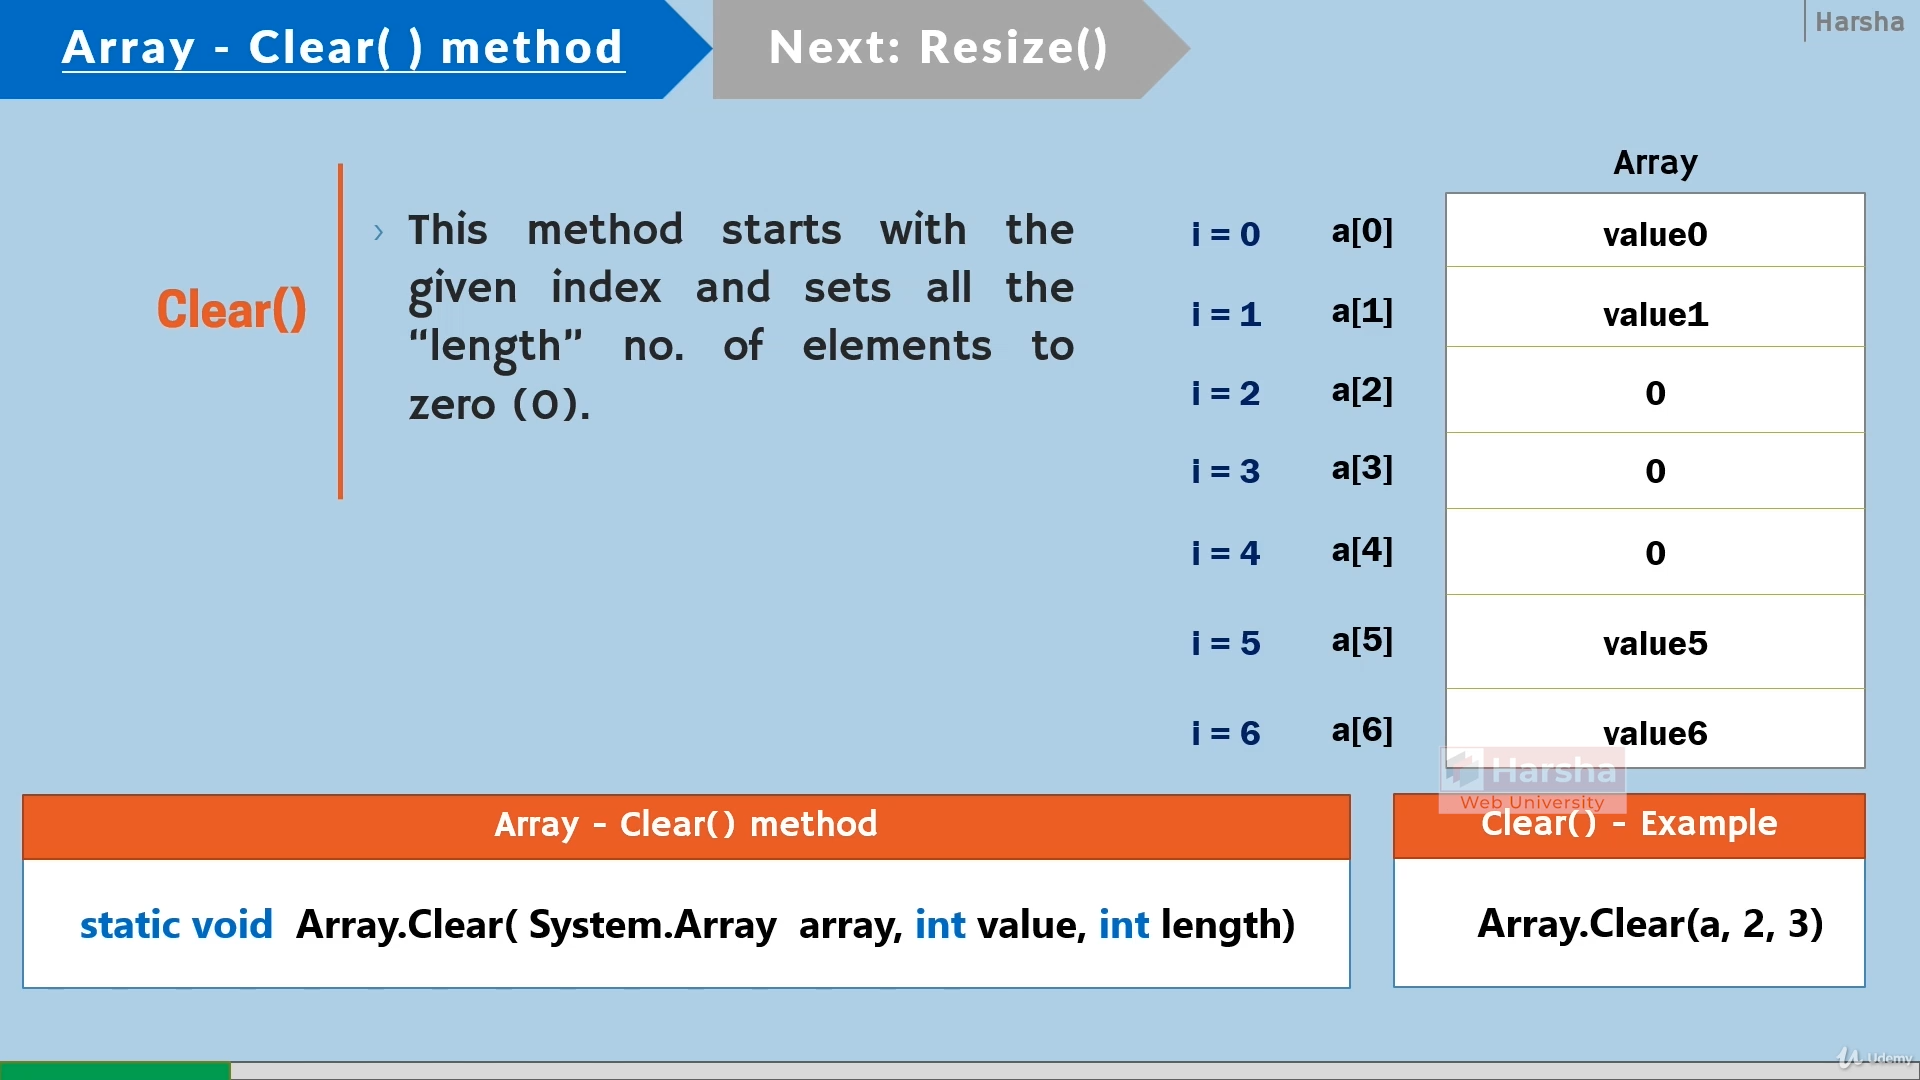 Array - Clear( ) method
Next: Resize()
Harsha
Clear()
› This method starts with the
given index and sets all the
“length” no. of elements to
zero (0).
Array
i = 0 a[0] value0
i = 1 a[1] value1
i = 2 a[2] 0
i = 3 a[3] 0
i = 4 a[4] 0
i = 5 a[5] value5
i = 6 a[6] value6
Harsha
Web University
Array - Clear() method
static void Array.Clear( System.Array array, int value, int length)
Clear() - Example
Array.Clear(a, 2, 3)
Udemy